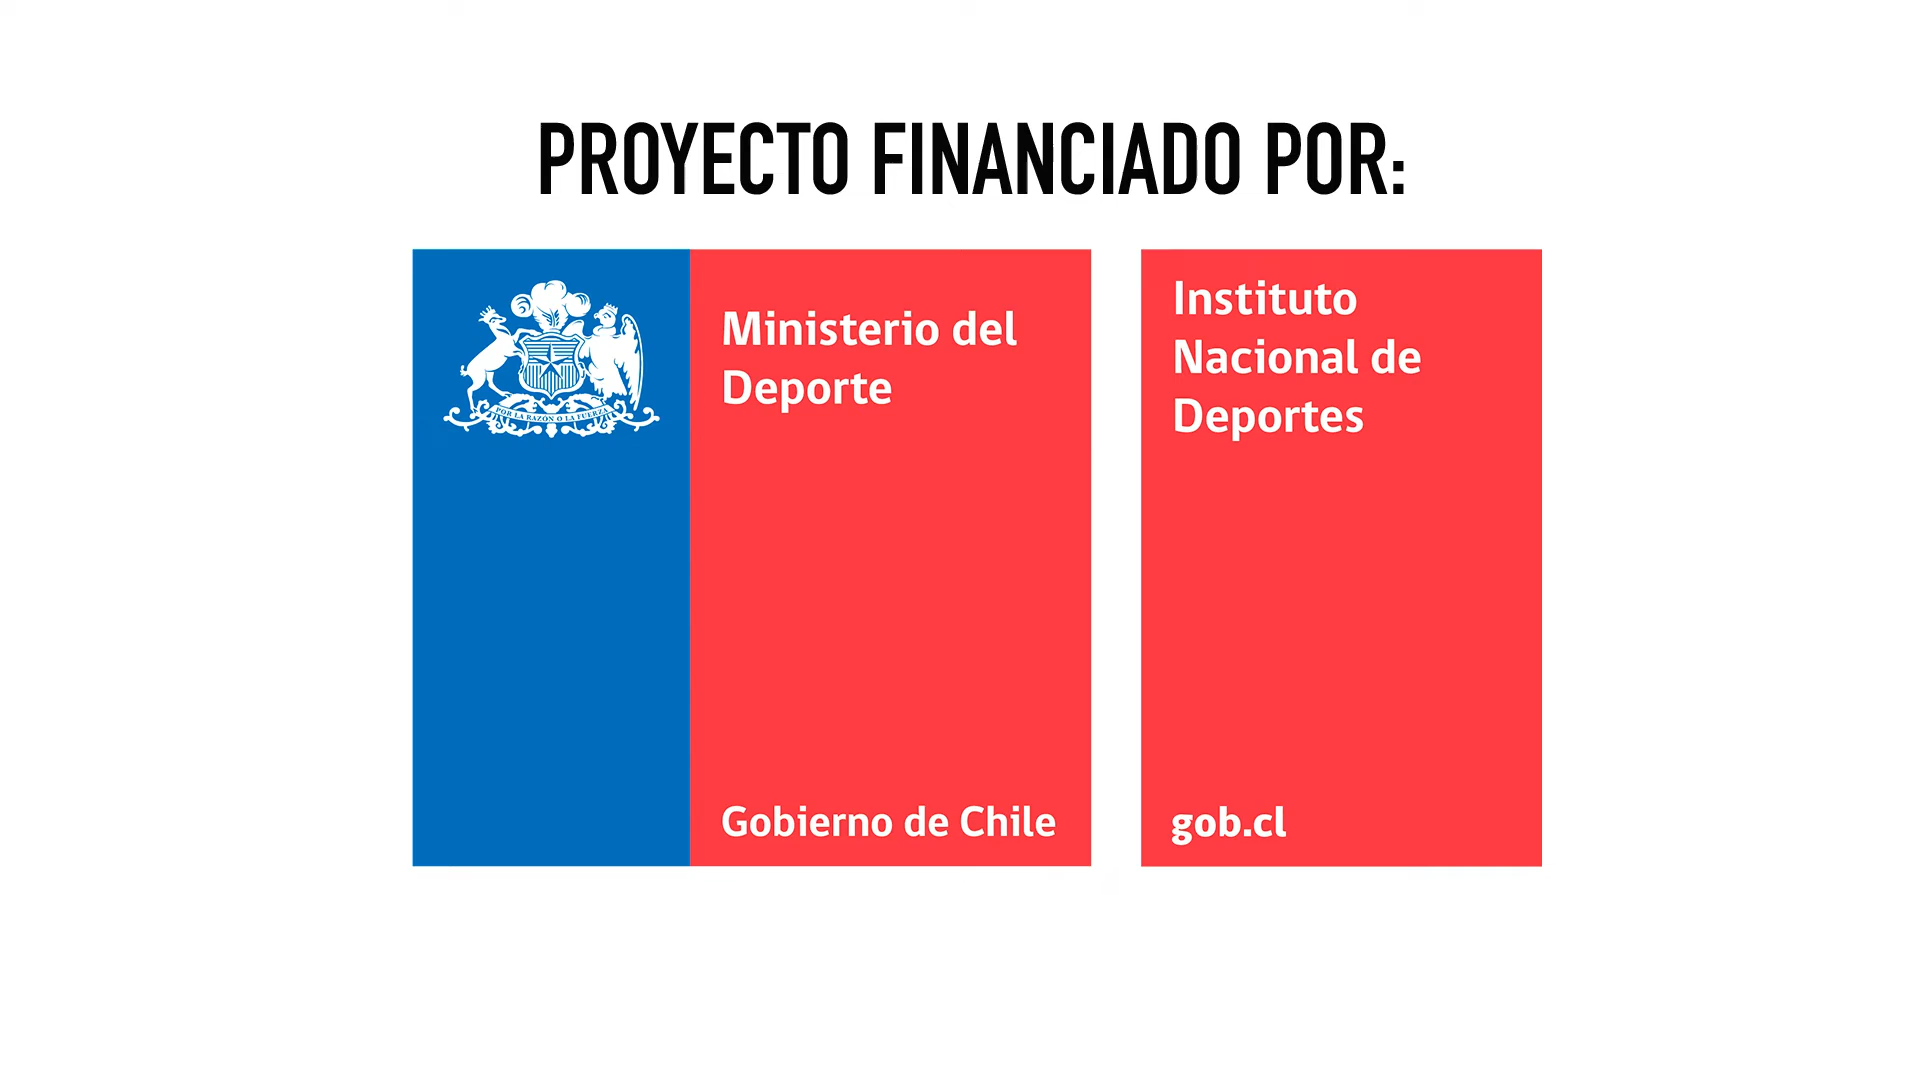 PROYECTO FINANCIADO POR:
POR LA RAZÓN O LA FUERZA
Ministerio del
Deporte
Gobierno de Chile
Instituto
Nacional de
Deportes
gob.cl